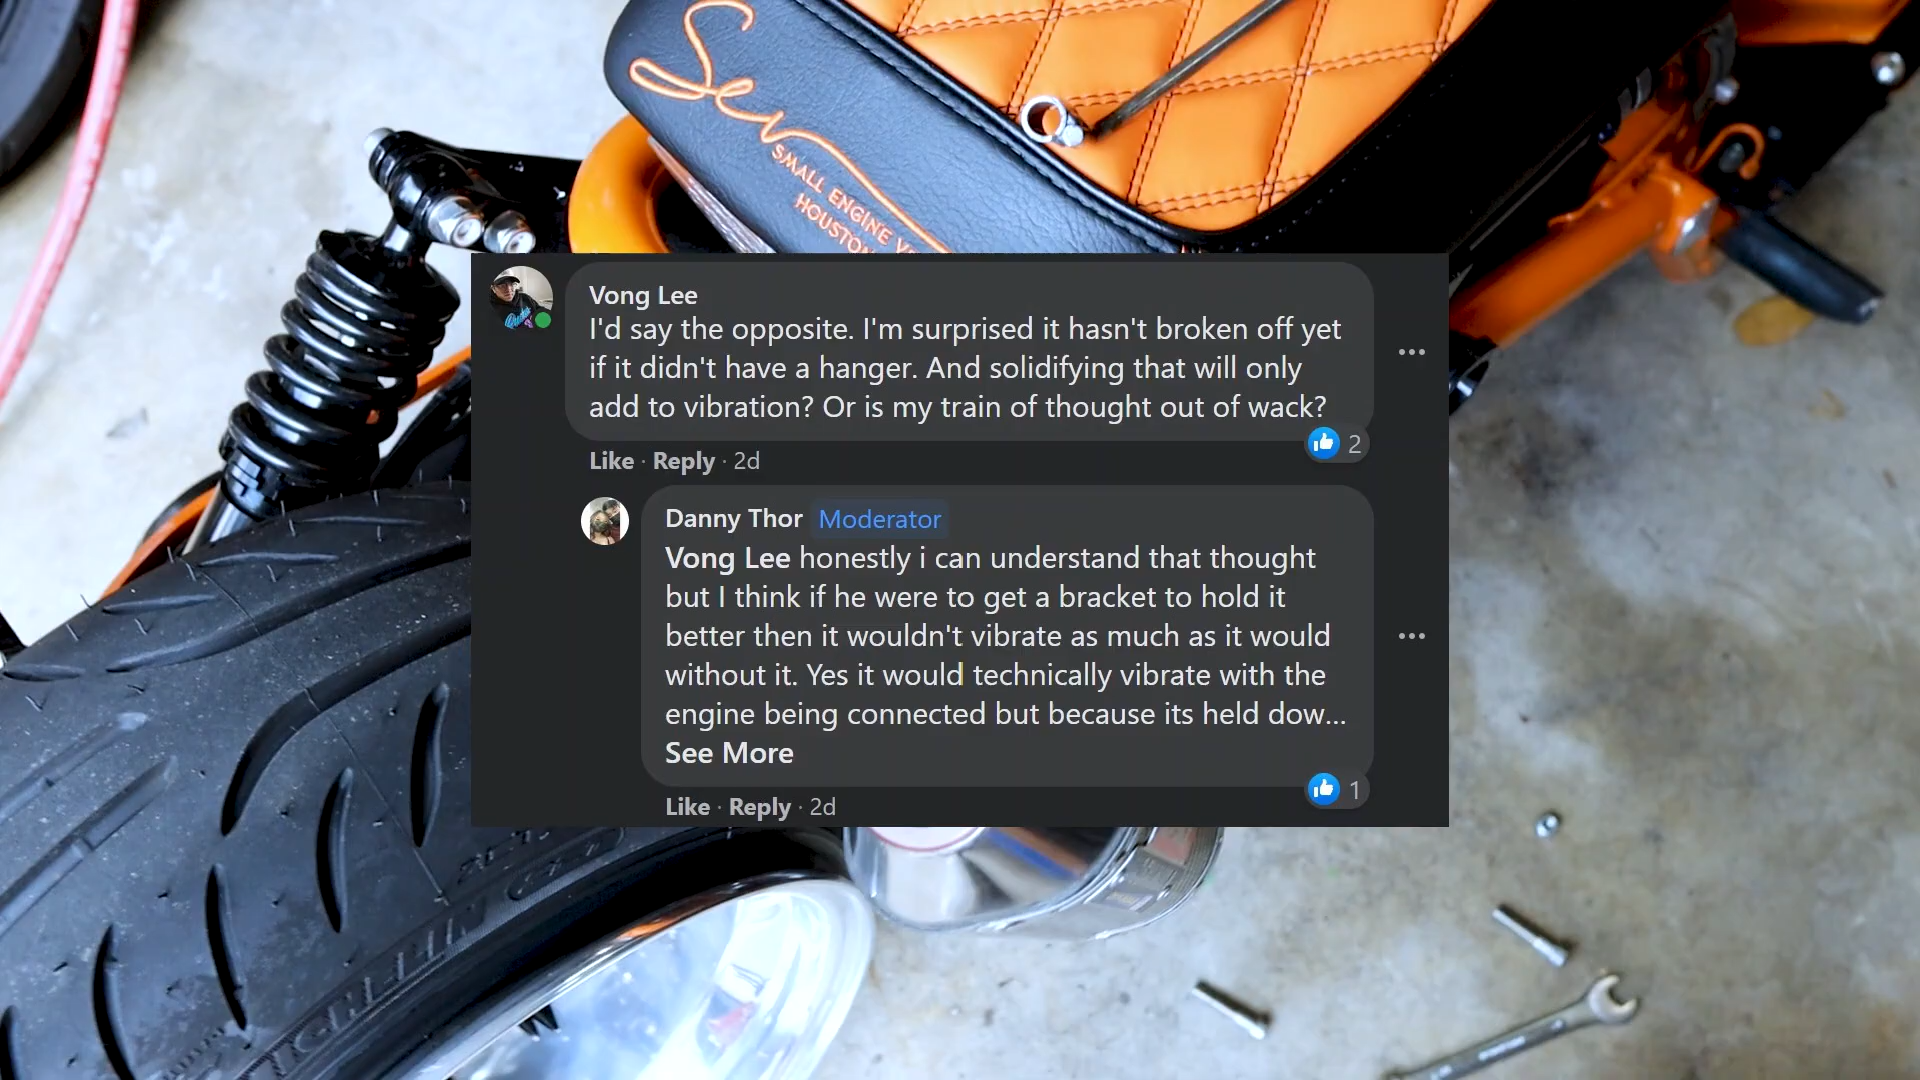 Sev
SMALL ENGINE
HOUSTON
Vong Lee
I'd say the opposite. I'm surprised it hasn't broken off yet
if it didn't have a hanger. And solidifying that will only
add to vibration? Or is my train of thought out of wack?
2
Like · Reply · 2d
Danny Thor Moderator
Vong Lee honestly i can understand that thought
but I think if he were to get a bracket to hold it
better then it wouldn't vibrate as much as it would
without it. Yes it would technically vibrate with the
engine being connected but because its held dow...
See More
1
Like · Reply · 2d